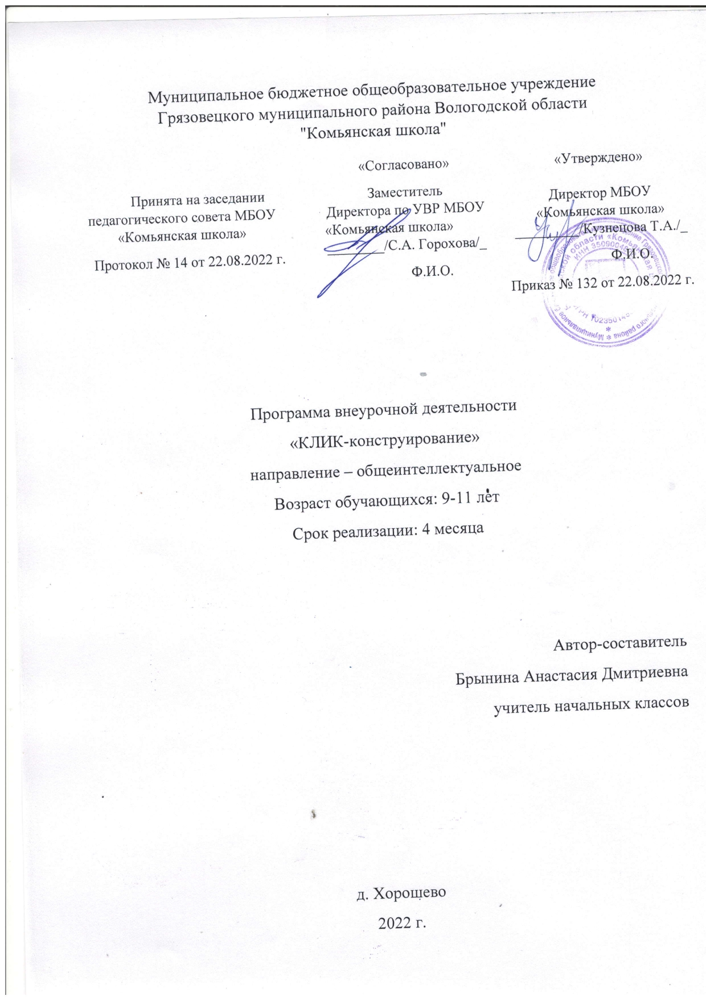 Муниципальное бюджетное общеобразовательное учреждение
Грязовецкого муниципального района Вологодской области
"Комьянская школа"
Принята на заседании
педагогического совета МБОУ
«Комьянская школа»
Протокол № 14 от 22.08.2022 г.
«Согласовано»
Заместитель
Директора по УВР МБОУ
«Комьянская школа»
________/С.А. Горохова/_
Ф.И.О.
«Утверждено»
Директор МБОУ
«Комьянская школа»
_________/Кузнецова Т.А./_
Ф.И.О.
Приказ № 132 от 22.08.2022 г.
Программа внеурочной деятельности
«КЛИК-конструирование»
направление – общеинтеллектуальное
Возраст обучающихся: 9-11 лет
Срок реализации: 4 месяца
Автор-составитель
Брынина Анастасия Дмитриевна
учитель начальных классов
д. Хорошево
2022 г.